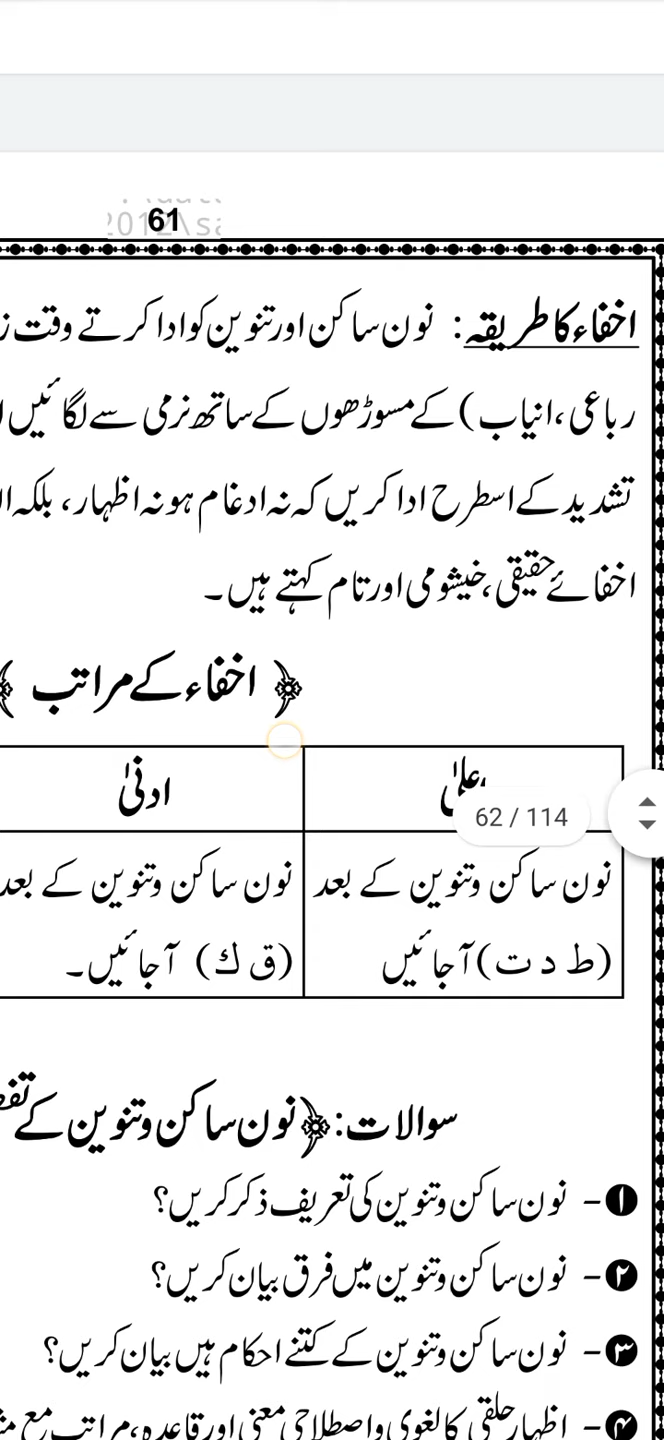 61
اخفاء کا طریقہ: نون ساکن اور تنوین کو ادا کرتے وقت
رباعی، انیاب) کے مسوڑھوں کے ساتھ نرمی سے لگائیں
تشدید کے اسطرح ادا کریں کہ نہ ادغام ہو نہ اظہار، بلکہ
اخفائے حقیقی، خیشومی اور تام کہتے ہیں۔
﴿ اخفاء کے مراتب ﴾
اعلیٰ ادنیٰ
62 / 114
نون ساکن وتنوین کے بعد نون ساکن وتنوین کے بعد
(ط د ت) آجائیں (ق ك) آجائیں۔
سوالات: ﴿نون ساکن وتنوین کے
۱- نون ساکن وتنوین کی تعریف ذکر کریں؟
۲- نون ساکن وتنوین میں فرق بیان کریں؟
۳- نون ساکن وتنوین کے کتنے احکام ہیں بیان کریں؟
۴- اظہار حلقی کا لغوی واصطلاحی معنی اور قاعدہ، مراتب مع